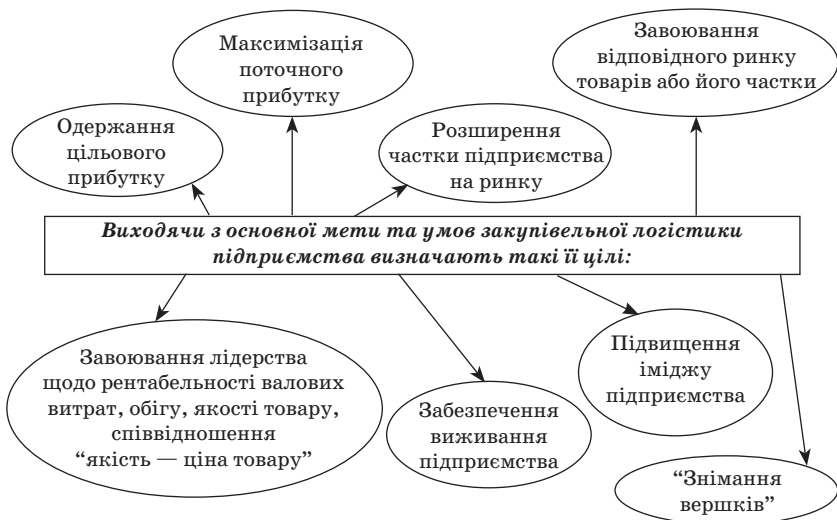 Максимізація
поточного
прибутку
Завоювання
відповідного ринку
товарів або його частки
Одержання
цільового
прибутку
Розширення
частки підприємства
на ринку
Виходячи з основної мети та умов закупівельної логістики
підприємства визначають такі її цілі:
Завоювання лідерства
щодо рентабельності валових
витрат, обігу, якості товару,
співвідношення
“якість — ціна товару”
Забезпечення
виживання
підприємства
Підвищення
іміджу
підприємства
“Знімання
вершків”